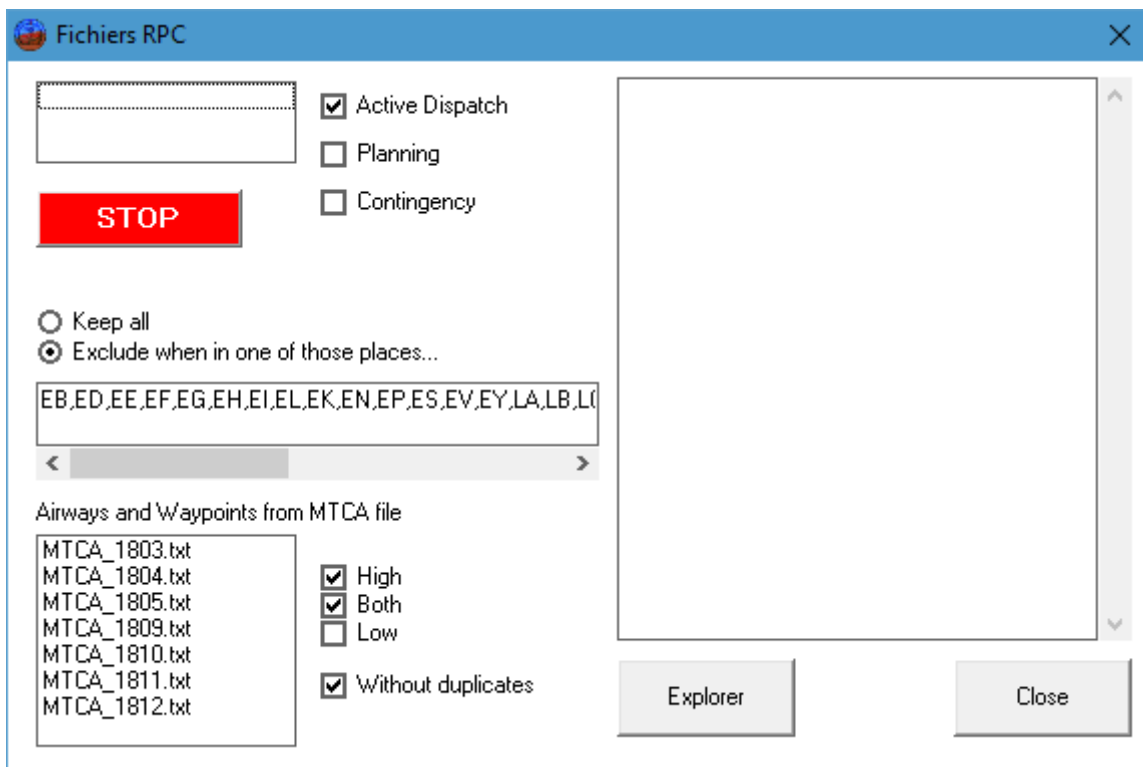 Fichiers RPC
Active Dispatch
Planning
Contingency
STOP
Keep all
Exclude when in one of those places...
EB,ED,EE,EF,EG,EH,EI,EL,EK,EN,EP,ES,EV,EY,LA,LB,
Airways and Waypoints from MTCA file
MTCA_1803.txt
MTCA_1804.txt
MTCA_1805.txt
MTCA_1809.txt
MTCA_1810.txt
MTCA_1811.txt
MTCA_1812.txt
High
Both
Low
Without duplicates
Explorer
Close